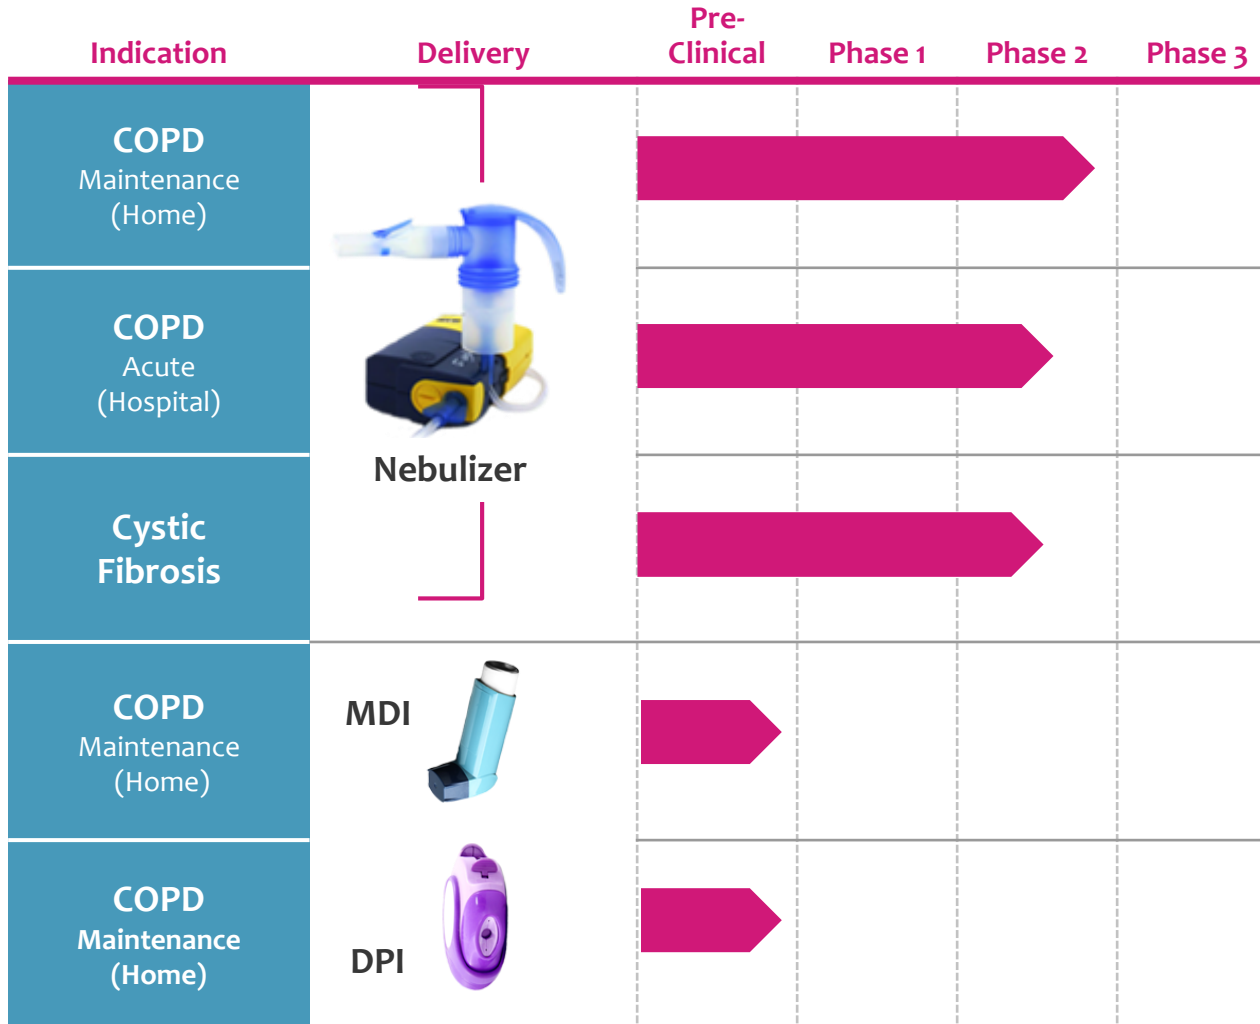 Indication
Delivery
Pre-
Clinical
Phase 1
Phase 2
Phase 3
COPD
Maintenance
(Home)
COPD
Acute
(Hospital)
Nebulizer
Cystic
Fibrosis
COPD
Maintenance
(Home)
MDI
COPD
Maintenance
(Home)
DPI